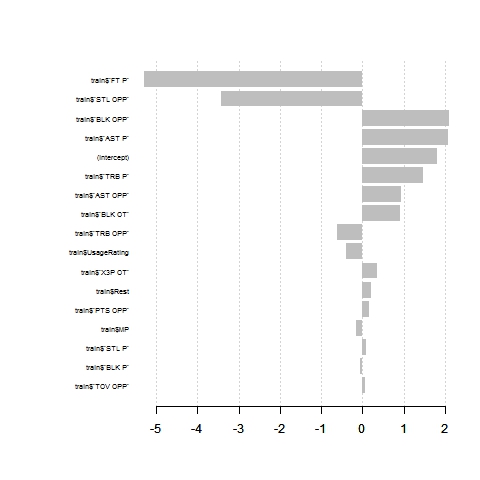 train$"FT P"
train$"STL OPP"
train$"BLK OPP"
train$"AST P"
(Intercept)
train$"TRB P"
train$"AST OPP"
train$"BLK OT"
train$"TRB OPP"
train$UsageRating
train$"X3P OT"
train$Rest
train$"PTS OPP"
train$MP
train$"STL P"
train$"BLK P"
train$"TOV OPP"
-5 -4 -3 -2 -1 0 1 2